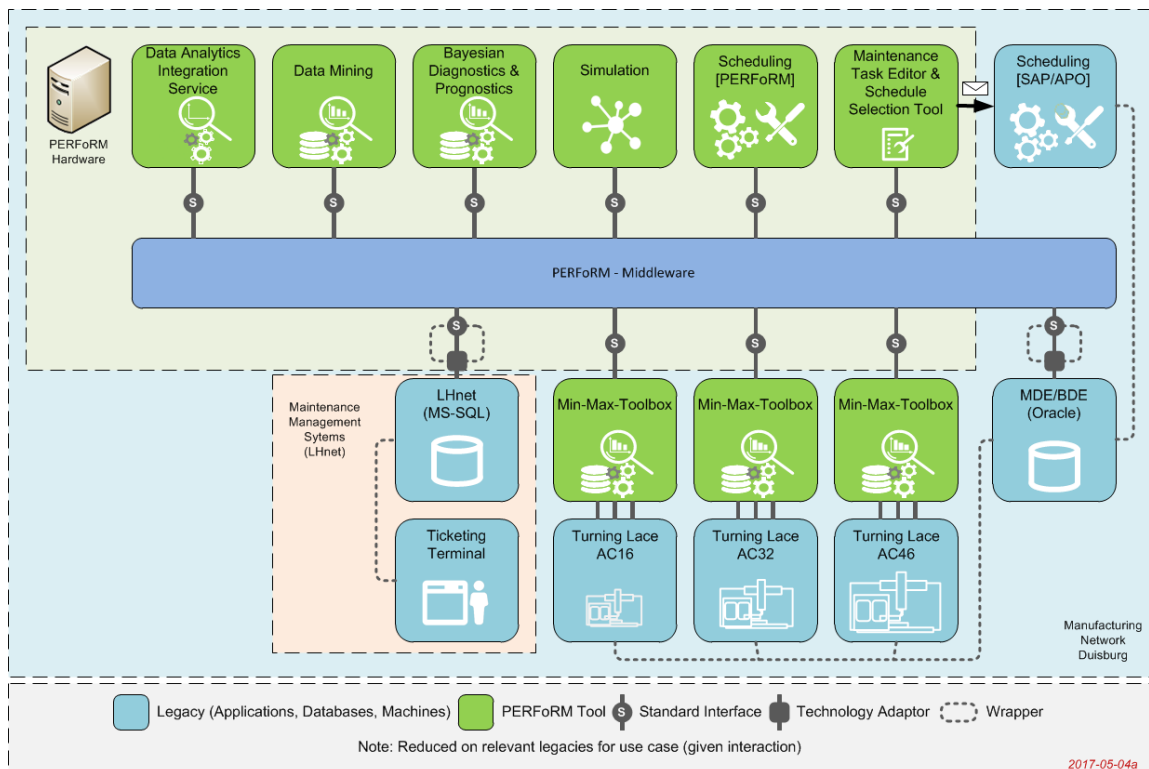 Data Analytics
Integration
Service
Data Mining
Bayesian
Diagnostics &
Prognostics
Simulation
Scheduling
[PERFoRM]
Maintenance
Task Editor &
Schedule
Selection Tool
Scheduling
[SAP/APO]
PERFoRM
Hardware
S
S
S
S
S
S
PERFoRM - Middleware
S
S
S
S
S
Maintenance
Management
Sytems
(LHnet)
LHnet
(MS-SQL)
Min-Max-Toolbox
Min-Max-Toolbox
Min-Max-Toolbox
MDE/BDE
(Oracle)
Ticketing
Terminal
Turning Lace
AC16
Turning Lace
AC32
Turning Lace
AC46
Manufacturing
Network
Duisburg
Legacy (Applications, Databases, Machines)
PERFoRM Tool
S
Standard Interface
Technology Adaptor
Wrapper
Note: Reduced on relevant legacies for use case (given interaction)
2017-05-04a